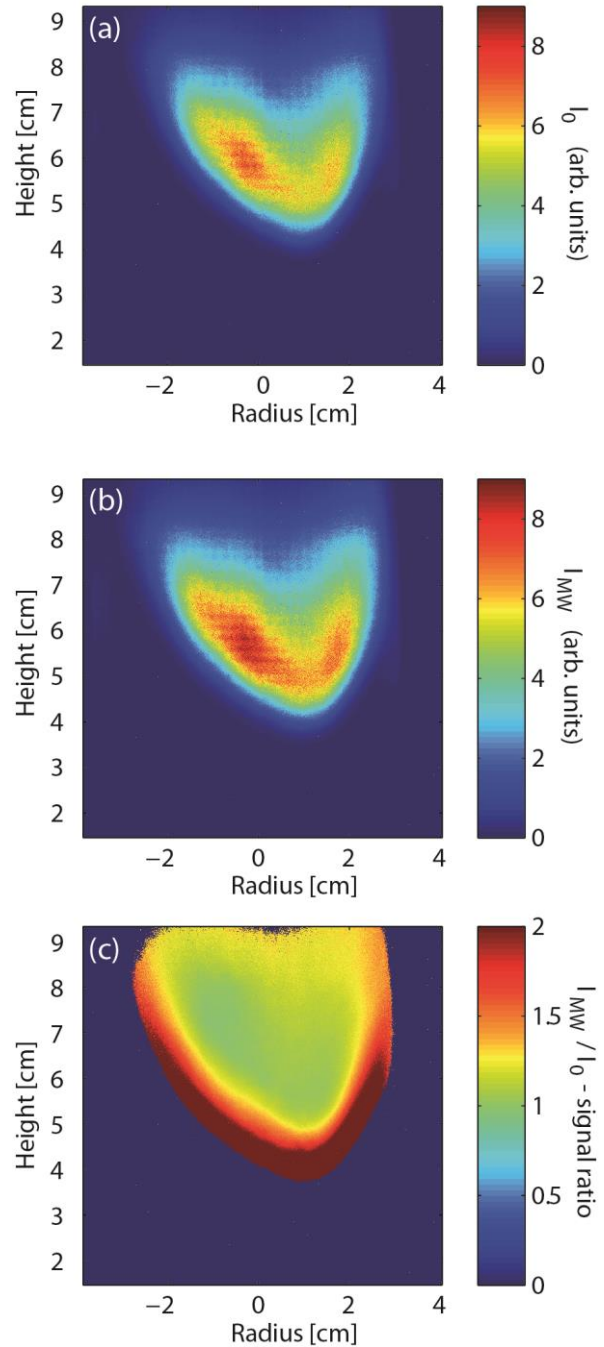 (a)
9
8
7
6
5
4
3
2
Height [cm]
−2 0 2 4
Radius [cm]
8
6
4
2
0
I0 (arb. units)
(b)
9
8
7
6
5
4
3
2
Height [cm]
−2 0 2 4
Radius [cm]
8
6
4
2
0
IMW (arb. units)
(c)
9
8
7
6
5
4
3
2
Height [cm]
−2 0 2 4
Radius [cm]
2
1.5
1
0.5
0
IMW / I0 - signal ratio